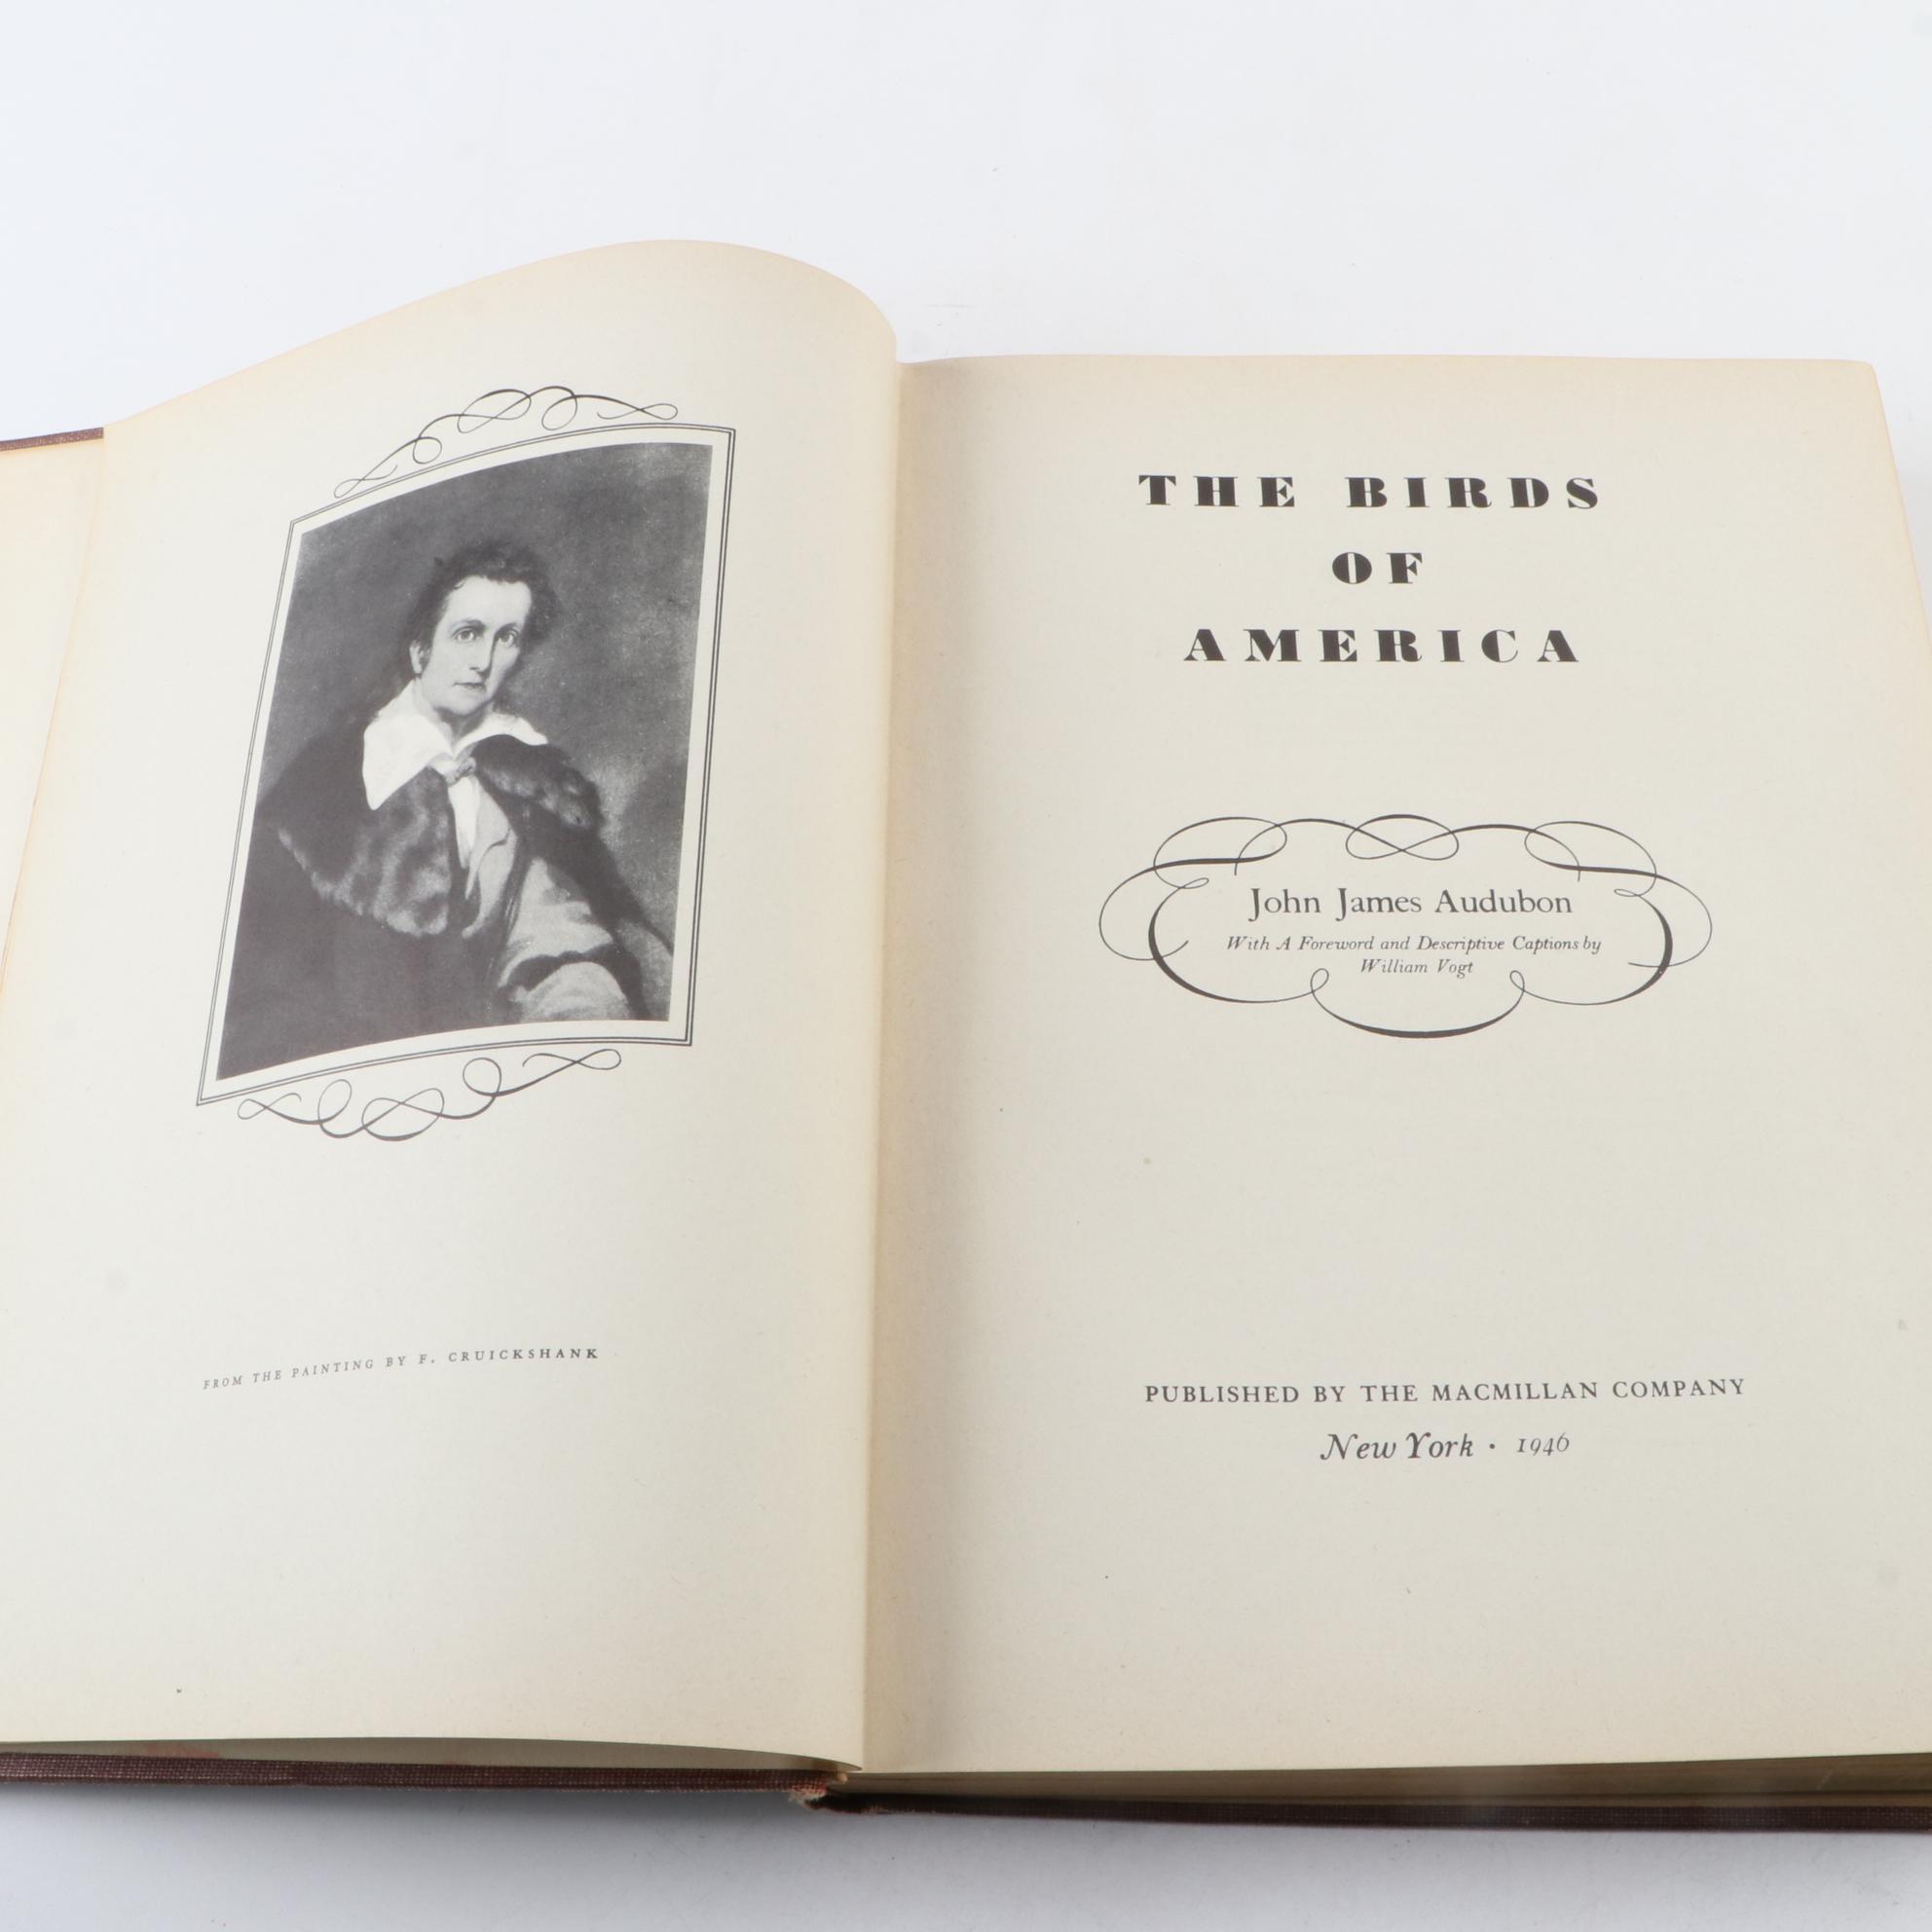 FROM THE PAINTING BY F. CRUICKSHANK
THE BIRDS
OF
AMERICA
John James Audubon
With A Foreword and Descriptive Captions by
William Vogt
PUBLISHED BY THE MACMILLAN COMPANY
New York · 1946